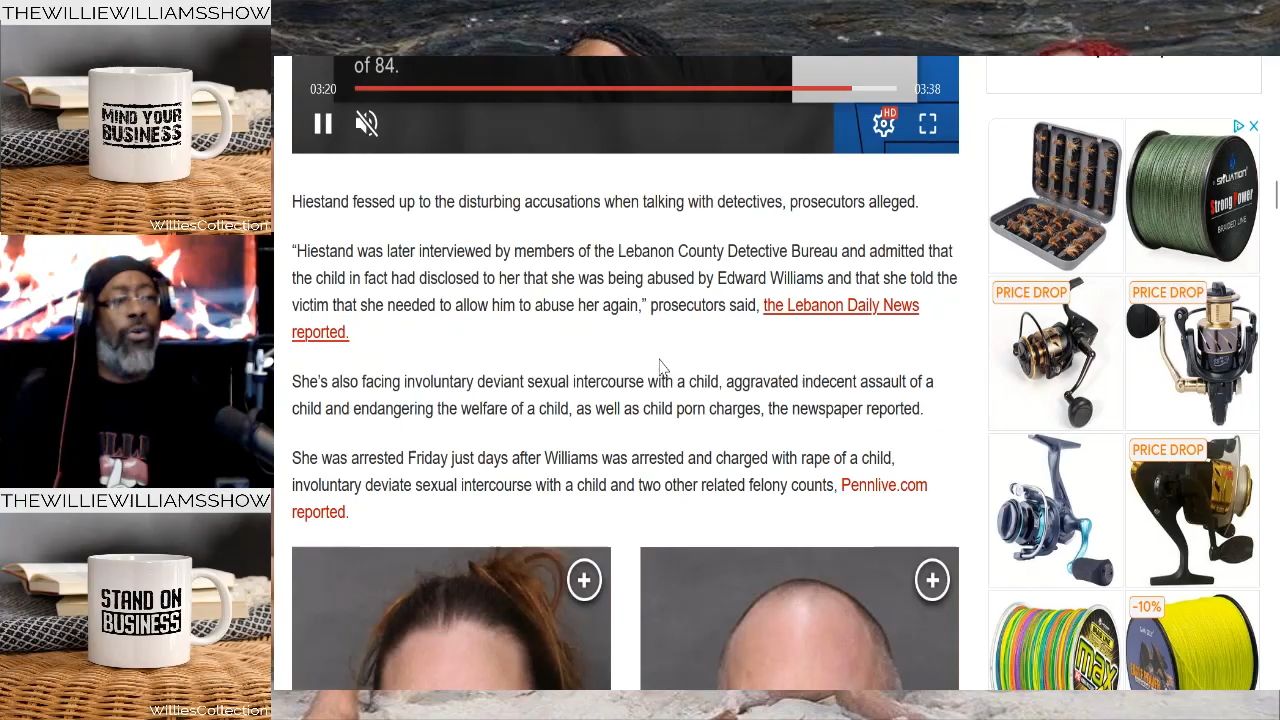 THEWILLIEWILLIAMSSHOW
MIND YOUR
BUSINESS
WilliesCollection
THEWILLIEWILLIAMSSHOW
STAND ON
BUSINESS
WilliesCollection
of 84.
03:20
03:38
HD
Hiestand fessed up to the disturbing accusations when talking with detectives, prosecutors alleged.
“Hiestand was later interviewed by members of the Lebanon County Detective Bureau and admitted that
the child in fact had disclosed to her that she was being abused by Edward Williams and that she told the
victim that she needed to allow him to abuse her again,” prosecutors said, the Lebanon Daily News
reported.
She’s also facing involuntary deviant sexual intercourse with a child, aggravated indecent assault of a
child and endangering the welfare of a child, as well as child porn charges, the newspaper reported.
She was arrested Friday just days after Williams was arrested and charged with rape of a child,
involuntary deviate sexual intercourse with a child and two other related felony counts, Pennlive.com
reported.
Strong Power
BRAIDED LINE
PRICE DROP
PRICE DROP
PRICE DROP
-10%
max